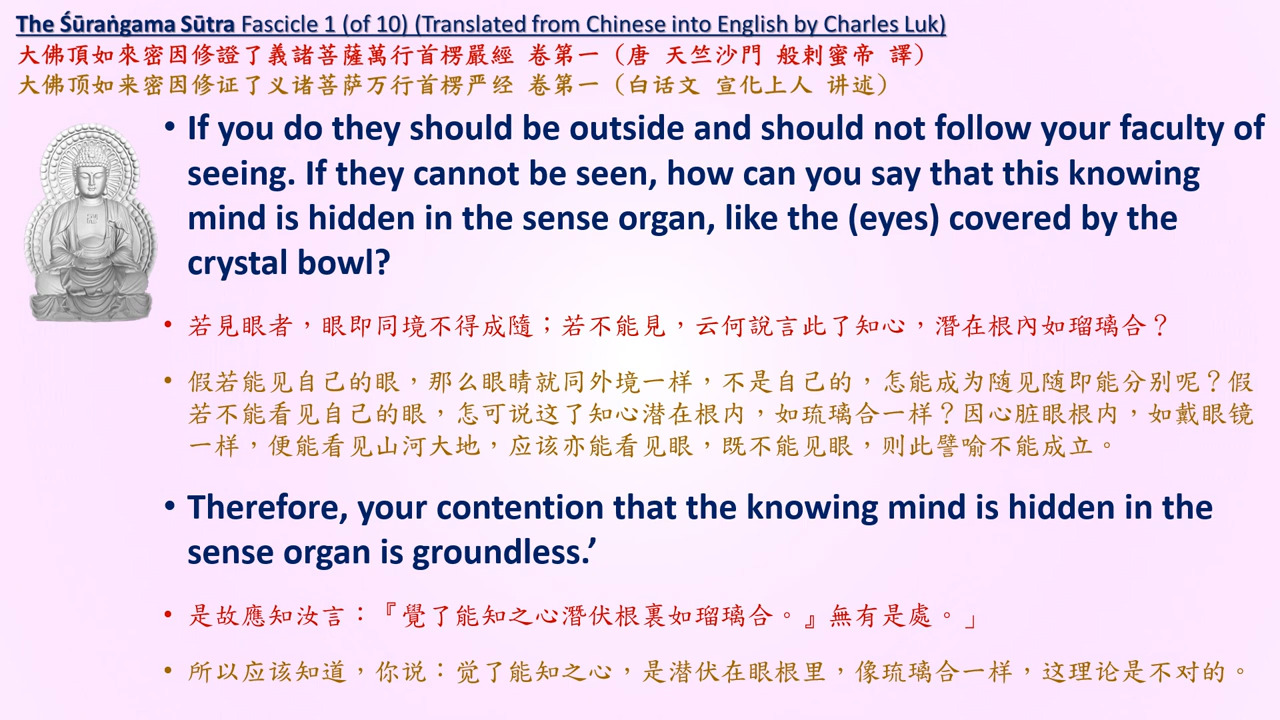 The Śūraṅgama Sūtra Fascicle 1 (of 10) (Translated from Chinese into English by Charles Luk)
大佛頂如來密因修證了義諸菩薩萬行首楞嚴經 卷第一（唐 天竺沙門 般剌蜜帝 譯）
大佛顶如来密因修证了义诸菩萨万行首楞严经 卷第一（白话文 宣化上人 讲述）
• If you do they should be outside and should not follow your faculty of
seeing. If they cannot be seen, how can you say that this knowing
mind is hidden in the sense organ, like the (eyes) covered by the
crystal bowl?
• 若見眼者，眼即同境不得成隨；若不能見，云何說言此了知心，潛在根內如瑠璃合？
• 假若能见自己的眼，那么眼睛就同外境一样，不是自己的，怎能成为随见随即能分别呢？假
若不能看见自己的眼，怎可说这了知心潜在根内，如琉璃合一样？因心脏眼根内，如戴眼镜
一样，便能看见山河大地，应该亦能看见眼，既不能见眼，则此譬喻不能成立。
• Therefore, your contention that the knowing mind is hidden in the
sense organ is groundless.’
• 是故應知汝言：『覺了能知之心潛伏根裏如瑠璃合。』無有是處。」
• 所以应该知道，你说：觉了能知之心，是潜伏在眼根里，像琉璃合一样，这理论是不对的。